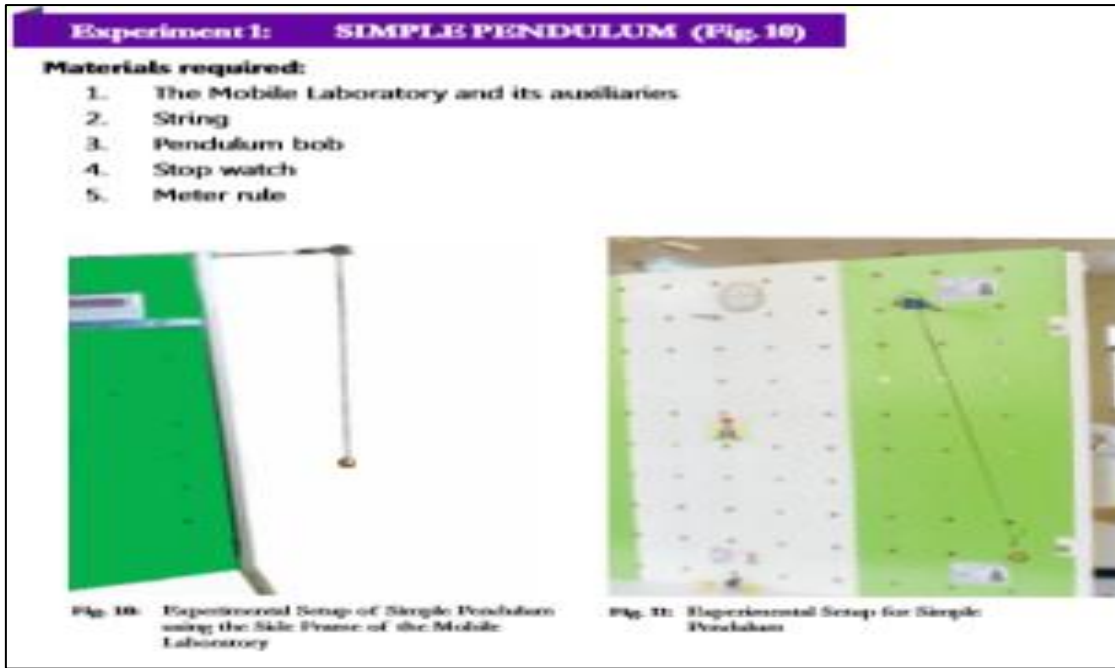 Experiment 1: SIMPLE PENDULUM (Fig. 10)
Materials required:
1. The Mobile Laboratory and its auxiliaries
2. String
3. Pendulum bob
4. Stop watch
5. Meter rule
Fig. 10: Experimental Setup of Simple Pendulum
using the Side Frame of the Mobile
Laboratory
Fig. 11: Experimental Setup for Simple
Pendulum